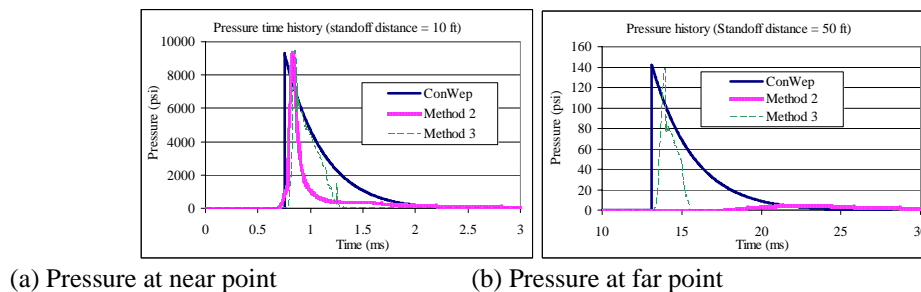 Pressure time history (standoff distance = 10 ft)
10000
8000
6000
4000
2000
0
Pressure (psi)
ConWep
Method 2
Method 3
0 0.5 1 1.5 2 2.5 3
Time (ms)
Pressure history (Standoff distance = 50 ft)
160
140
120
100
80
60
40
20
0
Pressure (psi)
ConWep
Method 2
Method 3
10 15 20 25 30
Time (ms)
(a) Pressure at near point
(b) Pressure at far point